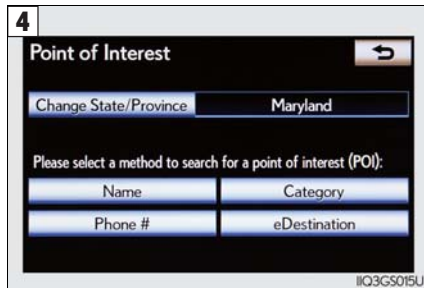 4
Point of Interest
Change State/Province Maryland
Please select a method to search for a point of interest (POI):
Name Category
Phone # eDestination
IIQ3GS015U